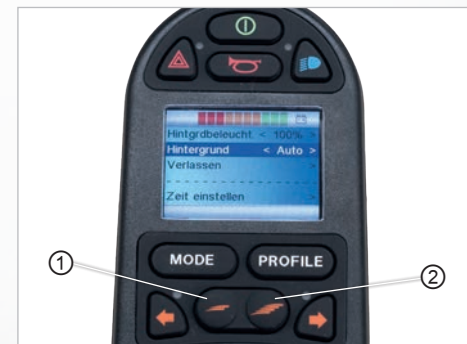 Hintgrdbeleucht. < 100% >
Hintergrund < Auto >
Verlassen >
Zeit einstellen >
MODE PROFILE
1 2